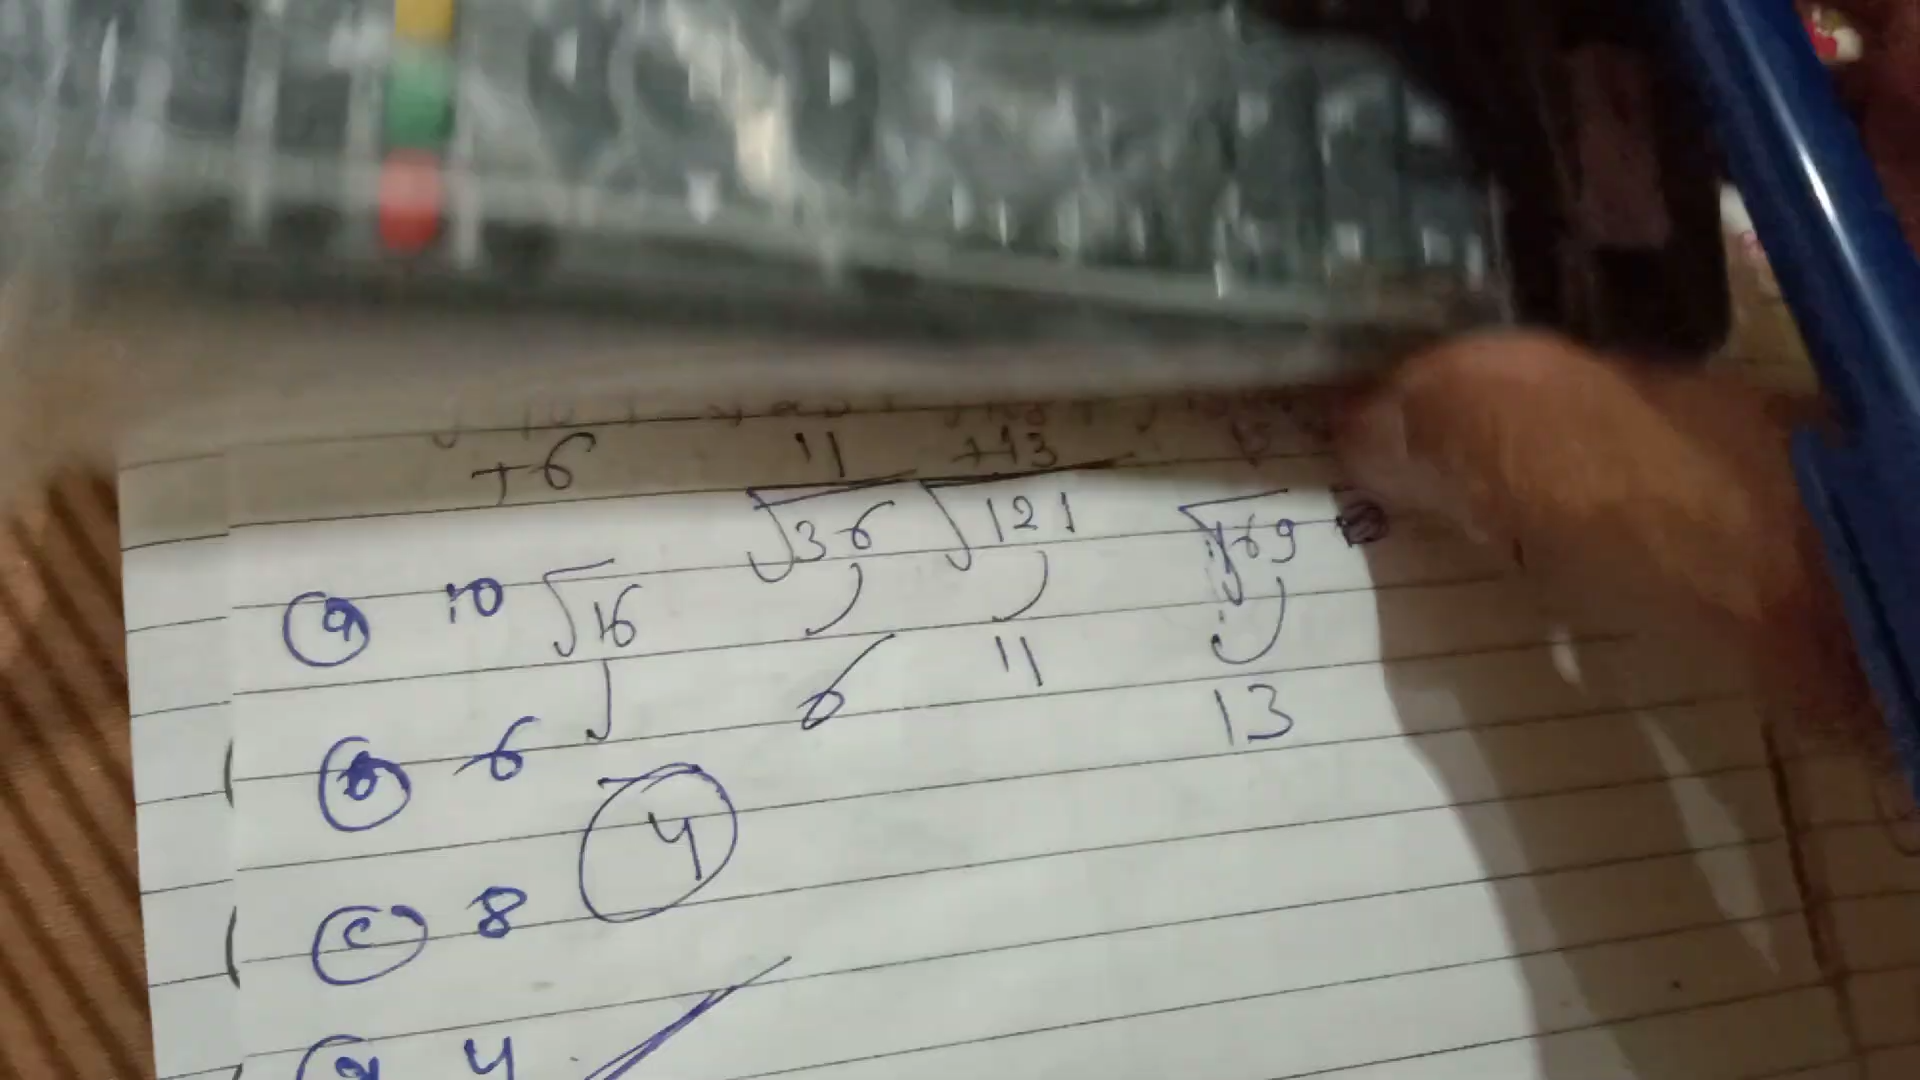 +6 11 +13
√36 √121 √169
(a) 10 √16
6 11
13
(b) 6
4
(c) 8
4